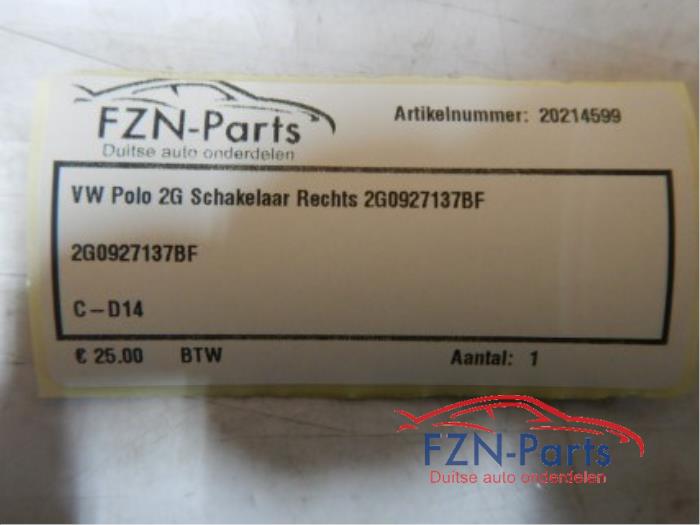 FZN-Parts
Duitse auto onderdelen
Artikelnummer: 20214599
VW Polo 2G Schakelaar Rechts 2G0927137BF
2G0927137BF
C-D14
€ 25.00 BTW Aantal: 1
FZN-Parts
Duitse auto onderdelen